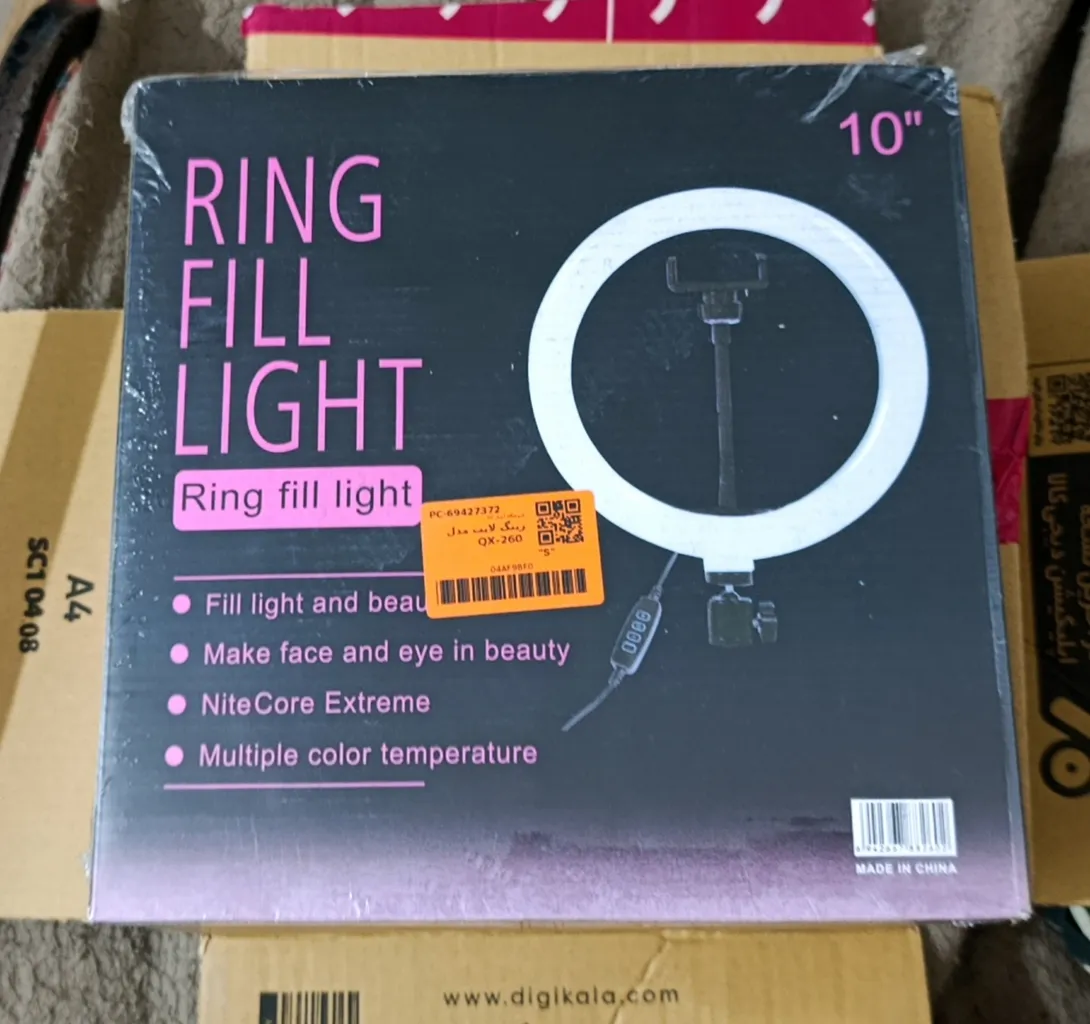 10"
RING
FILL
LIGHT
Ring fill light
PC-69427372
رینگ لایت مدل
QX-260
"S"
04AF9BF0
Fill light and beau
Make face and eye in beauty
NiteCore Extreme
Multiple color temperature
MADE IN CHINA
A4
SC1 04 08
www.digikala.com